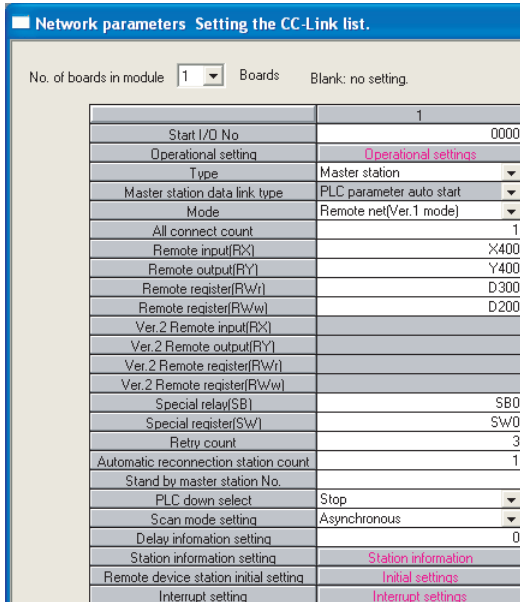 Network parameters Setting the CC-Link list.
No. of boards in module 1 Boards Blank: no setting.
1
Start I/O No 0000
Operational setting Operational settings
Type Master station
Master station data link type PLC parameter auto start
Mode Remote net(Ver.1 mode)
All connect count 1
Remote input(RX) X400
Remote output(RY) Y400
Remote register(RWr) D300
Remote register(RWw) D200
Ver.2 Remote input(RX)
Ver.2 Remote output(RY)
Ver.2 Remote register(RWr)
Ver.2 Remote register(RWw)
Special relay(SB) SB0
Special register(SW) SW0
Retry count 3
Automatic reconnection station count 1
Stand by master station No.
PLC down select Stop
Scan mode setting Asynchronous
Delay infomation setting 0
Station information setting Station information
Remote device station initial setting Initial settings
Interrupt setting Interrupt settings